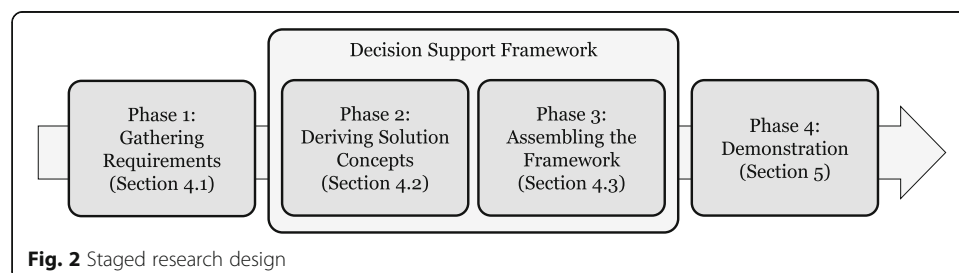 Decision Support Framework
Phase 1:
Gathering
Requirements
(Section 4.1)
Phase 2:
Deriving Solution
Concepts
(Section 4.2)
Phase 3:
Assembling the
Framework
(Section 4.3)
Phase 4:
Demonstration
(Section 5)
Fig. 2 Staged research design